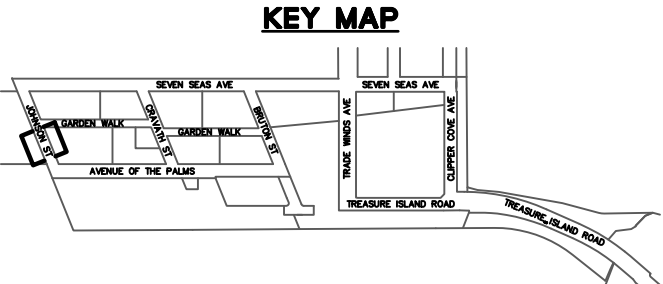 KEY MAP
SEVEN SEAS AVE
SEVEN SEAS AVE
JOHNSON ST
GARDEN WALK
CRAVATH ST
GARDEN WALK
BRUTON ST
TRADE WINDS AVE
CLIPPER COVE AVE
AVENUE OF THE PALMS
TREASURE ISLAND ROAD
TREASURE ISLAND ROAD